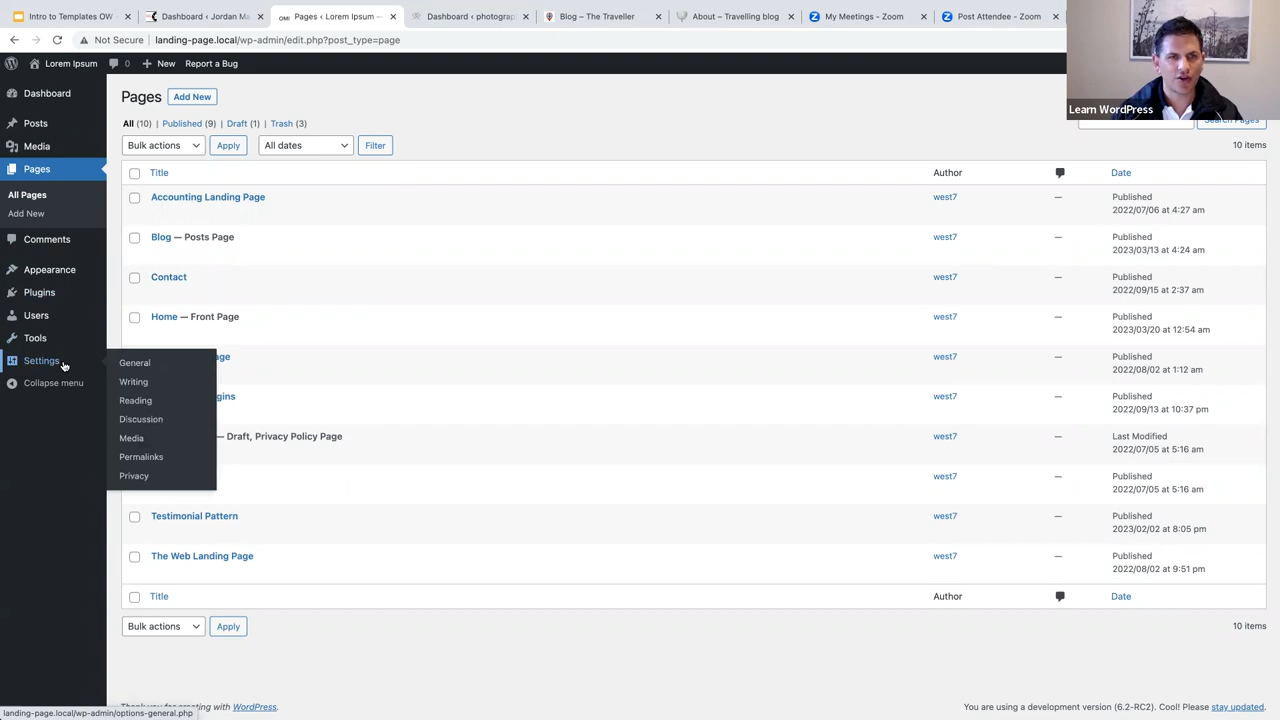 Intro to Templates OW
Dashboard ‹ Jordan Ma
OMI Pages ‹ Lorem Ipsum —
Dashboard ‹ photograp
Blog – The Traveller
About – Travelling blog
My Meetings - Zoom
Post Attendee - Zoom
Not Secure landing-page.local/wp-admin/edit.php?post_type=page
Lorem Ipsum 0 New Report a Bug
Learn WordPress
Dashboard
Posts
Media
Pages
All Pages
Add New
Comments
Appearance
Plugins
Users
Tools
Settings
Collapse menu
General
Writing
Reading
Discussion
Media
Permalinks
Privacy
Pages Add New
All (10) | Published (9) | Draft (1) | Trash (3)
Search Pages
Bulk actions Apply All dates Filter 10 items
Title Author Date
Accounting Landing Page west7 — Published
2022/07/06 at 4:27 am
Blog — Posts Page west7 — Published
2023/03/13 at 4:24 am
Contact west7 — Published
2022/09/15 at 2:37 am
Home — Front Page west7 — Published
2023/03/20 at 12:54 am
age west7 — Published
2022/08/02 at 1:12 am
gins west7 — Published
2022/09/13 at 10:37 pm
— Draft, Privacy Policy Page west7 — Last Modified
2022/07/05 at 5:16 am
west7 — Published
2022/07/05 at 5:16 am
Testimonial Pattern west7 — Published
2023/02/02 at 8:05 pm
The Web Landing Page west7 — Published
2022/08/02 at 9:51 pm
Title Author Date
Bulk actions Apply 10 items
Thank you for creating with WordPress. You are using a development version (6.2-RC2). Cool! Please stay updated.
landing-page.local/wp-admin/options-general.php